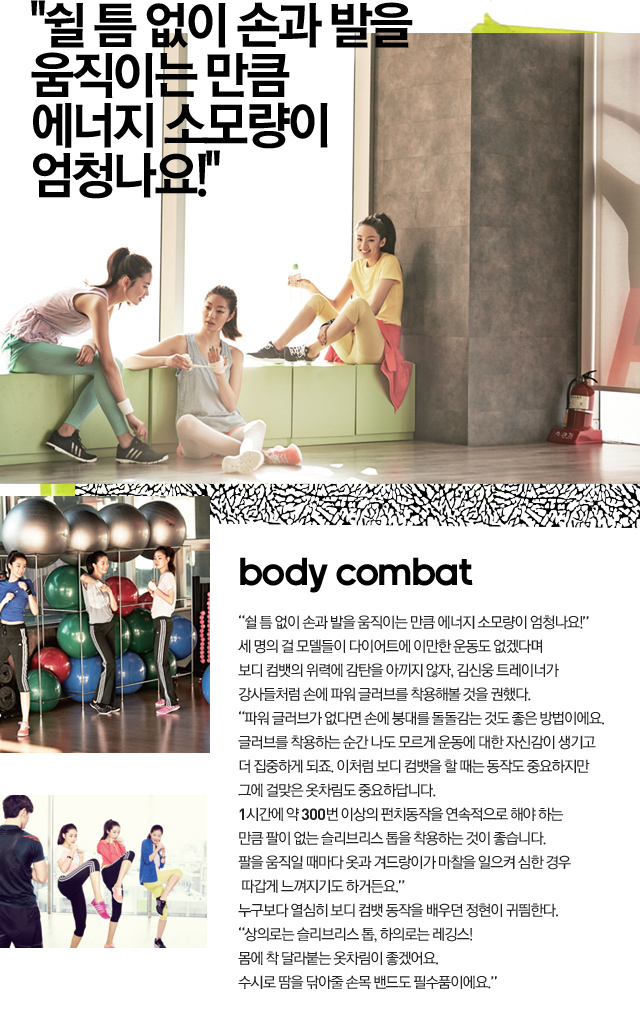 "쉴 틈 없이 손과 발을
움직이는 만큼
에너지 소모량이
엄청나요!"
body combat
“쉴 틈 없이 손과 발을 움직이는 만큼 에너지 소모량이 엄청나요!”
세 명의 걸 모델들이 다이어트에 이만한 운동도 없겠다며
보디 컴뱃의 위력에 감탄을 아끼지 않자, 김신웅 트레이너가
강사들처럼 손에 파워 글러브를 착용해볼 것을 권했다.
“파워 글러브가 없다면 손에 붕대를 돌돌감는 것도 좋은 방법이에요.
글러브를 착용하는 순간 나도 모르게 운동에 대한 자신감이 생기고
더 집중하게 되죠. 이처럼 보디 컴뱃을 할 때는 동작도 중요하지만
그에 걸맞은 옷차림도 중요하답니다.
1시간에 약 300번 이상의 펀치동작을 연속적으로 해야 하는
만큼 팔이 없는 슬리브리스 톱을 착용하는 것이 좋습니다.
팔을 움직일 때마다 옷과 겨드랑이가 마찰을 일으켜 심한 경우
따갑게 느껴지기도 하거든요.”
누구보다 열심히 보디 컴뱃 동작을 배우던 정현이 귀띔한다.
“상의로는 슬리브리스 톱, 하의로는 레깅스!
몸에 착 달라붙는 옷차림이 좋겠어요.
수시로 땀을 닦아줄 손목 밴드도 필수품이에요.”